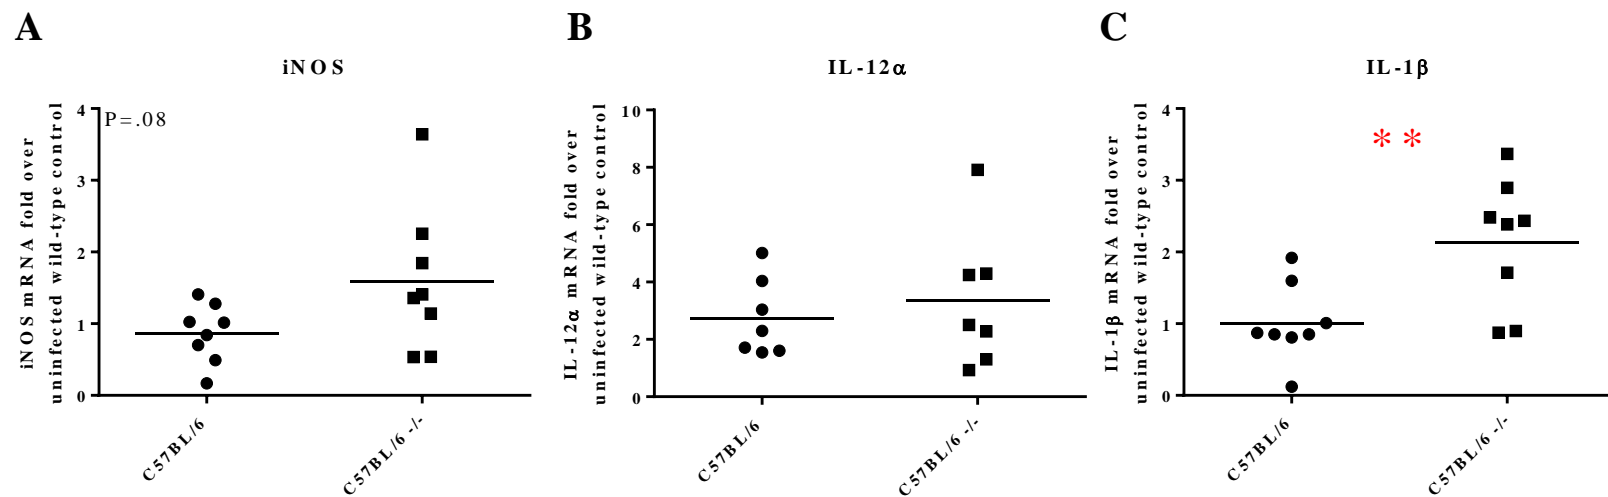 A
iNOS
iNOS mRNA fold over
uninfected wild-type control
4
3
2
1
0
P=.08
C57BL/6
C57BL/6 -/-
B
IL-12α
IL-12α mRNA fold over
uninfected wild-type control
10
8
6
4
2
0
C57BL/6
C57BL/6 -/-
C
IL-1β
IL-1β mRNA fold over
uninfected wild-type control
4
3
2
1
0
**
C57BL/6
C57BL/6 -/-